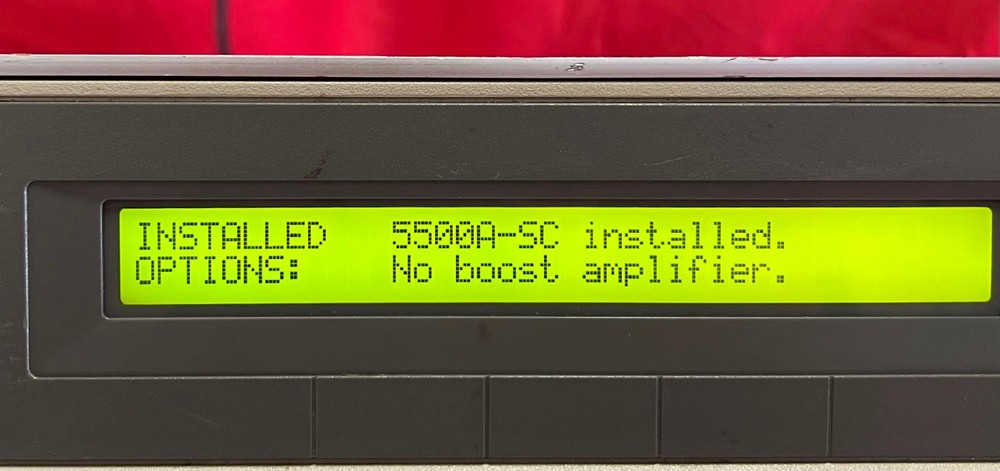 INSTALLED 5500A-SC installed.
OPTIONS: No boost amplifier.